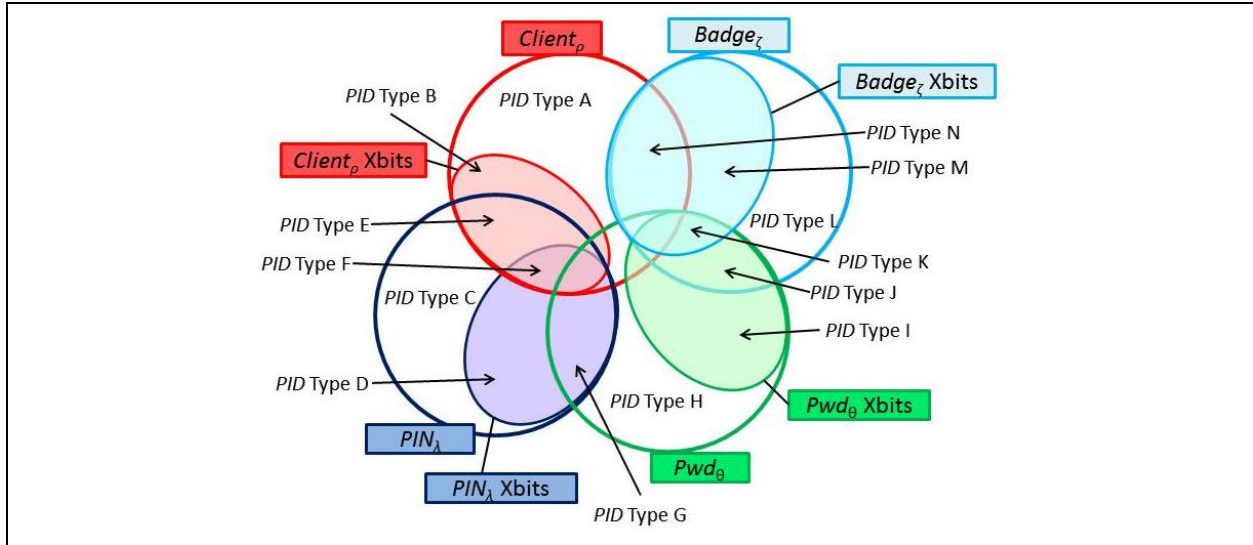 Clientρ
Badgeζ
Badgeζ Xbits
PID Type B
PID Type A
PID Type N
Clientρ Xbits
PID Type M
PID Type E
PID Type L
PID Type F
PID Type K
PID Type C
PID Type J
PID Type I
PID Type D
PID Type H
Pwdθ Xbits
PINλ
Pwdθ
PINλ Xbits
PID Type G